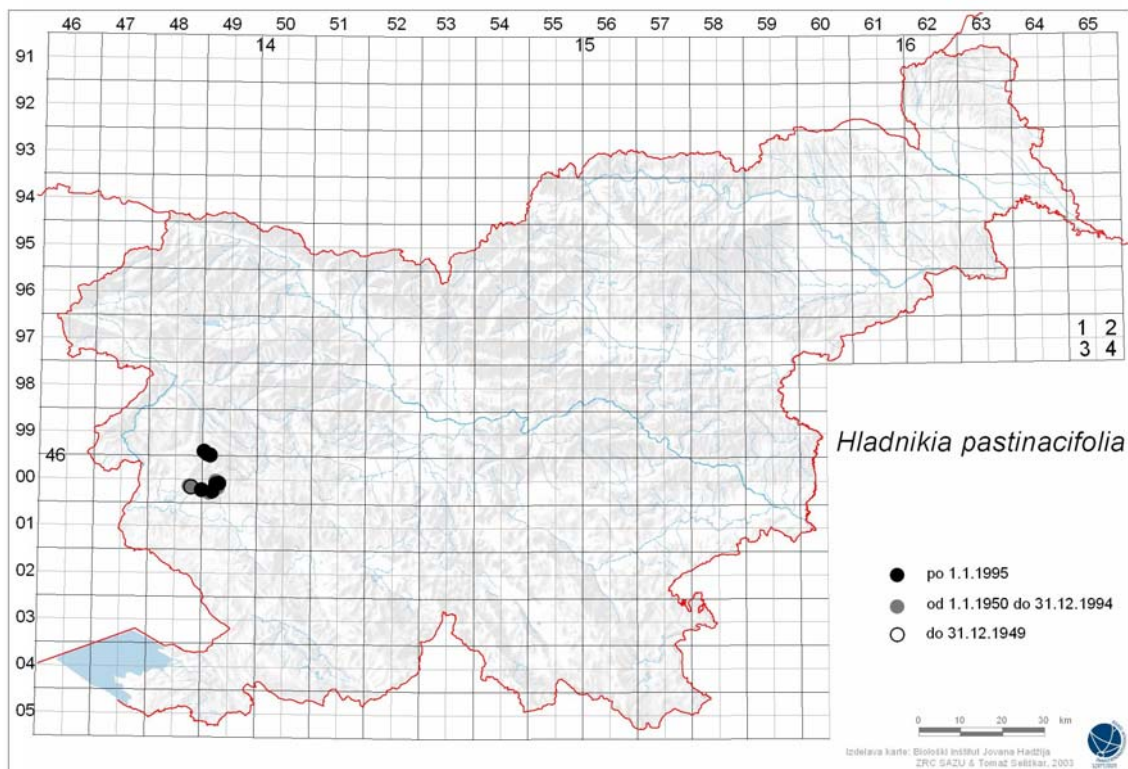 46 47 48 49 50 51 52 53 54 55 56 57 58 59 60 61 62 63 64 65
14 15 16
91
92
93
94
95
96
97
1 2
3 4
98
99
46
Hladnikia pastinacifolia
00
01
02
po 1.1.1995
od 1.1.1950 do 31.12.1994
03
do 31.12.1949
04
05
0 10 20 30 km
Izdelava karte: Biološki inštitut Jovana Hadžija
ZRC SAZU & Tomaž Seliškar, 2003